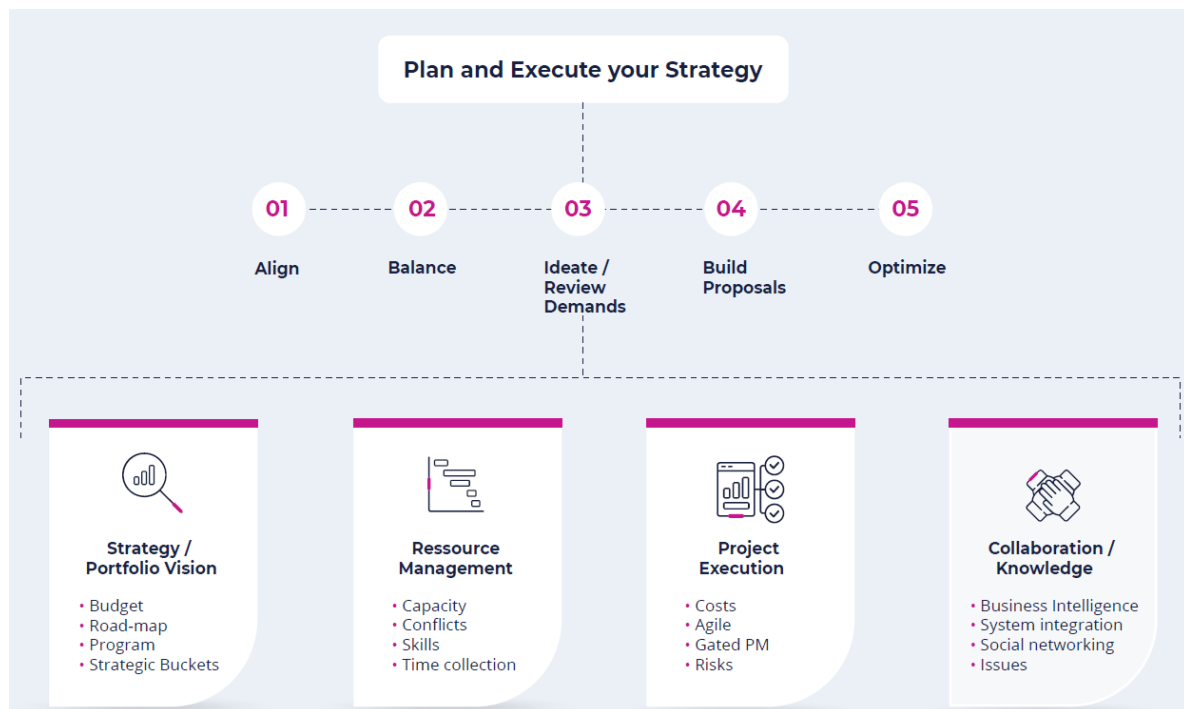 Plan and Execute your Strategy
01
02
03
04
05
Align
Balance
Ideate /
Review
Demands
Build
Proposals
Optimize
Strategy /
Portfolio Vision
• Budget
• Road-map
• Program
• Strategic Buckets
Ressource
Management
• Capacity
• Conflicts
• Skills
• Time collection
Project
Execution
• Costs
• Agile
• Gated PM
• Risks
Collaboration /
Knowledge
• Business Intelligence
• System integration
• Social networking
• Issues